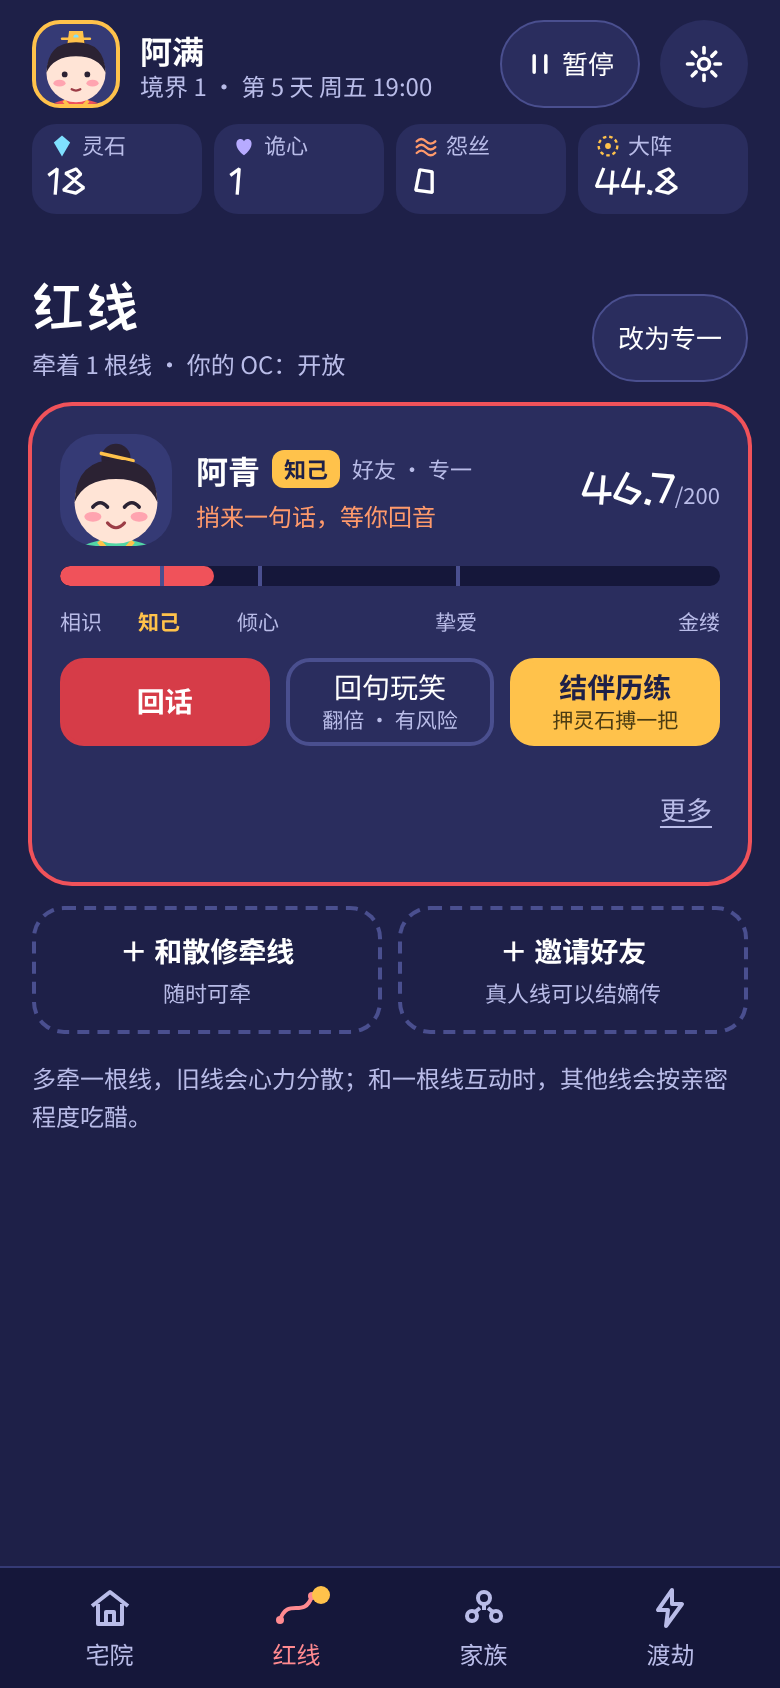 阿满
境界 1 · 第 5 天 周五 19:00
暂停
灵石
18
诡心
1
怨丝
0
大阵
44.8
红线
牵着 1 根线 · 你的 OC：开放
改为专一
阿青 知己 好友 · 专一
捎来一句话，等你回音
46.7/200
相识 知己 倾心 挚爱 金缕
回话
回句玩笑
翻倍 · 有风险
结伴历练
押灵石搏一把
更多
＋ 和散修牵线
随时可牵
＋ 邀请好友
真人线可以结嫡传
多牵一根线，旧线会心力分散；和一根线互动时，其他线会按亲密
程度吃醋。
宅院 红线 家族 渡劫